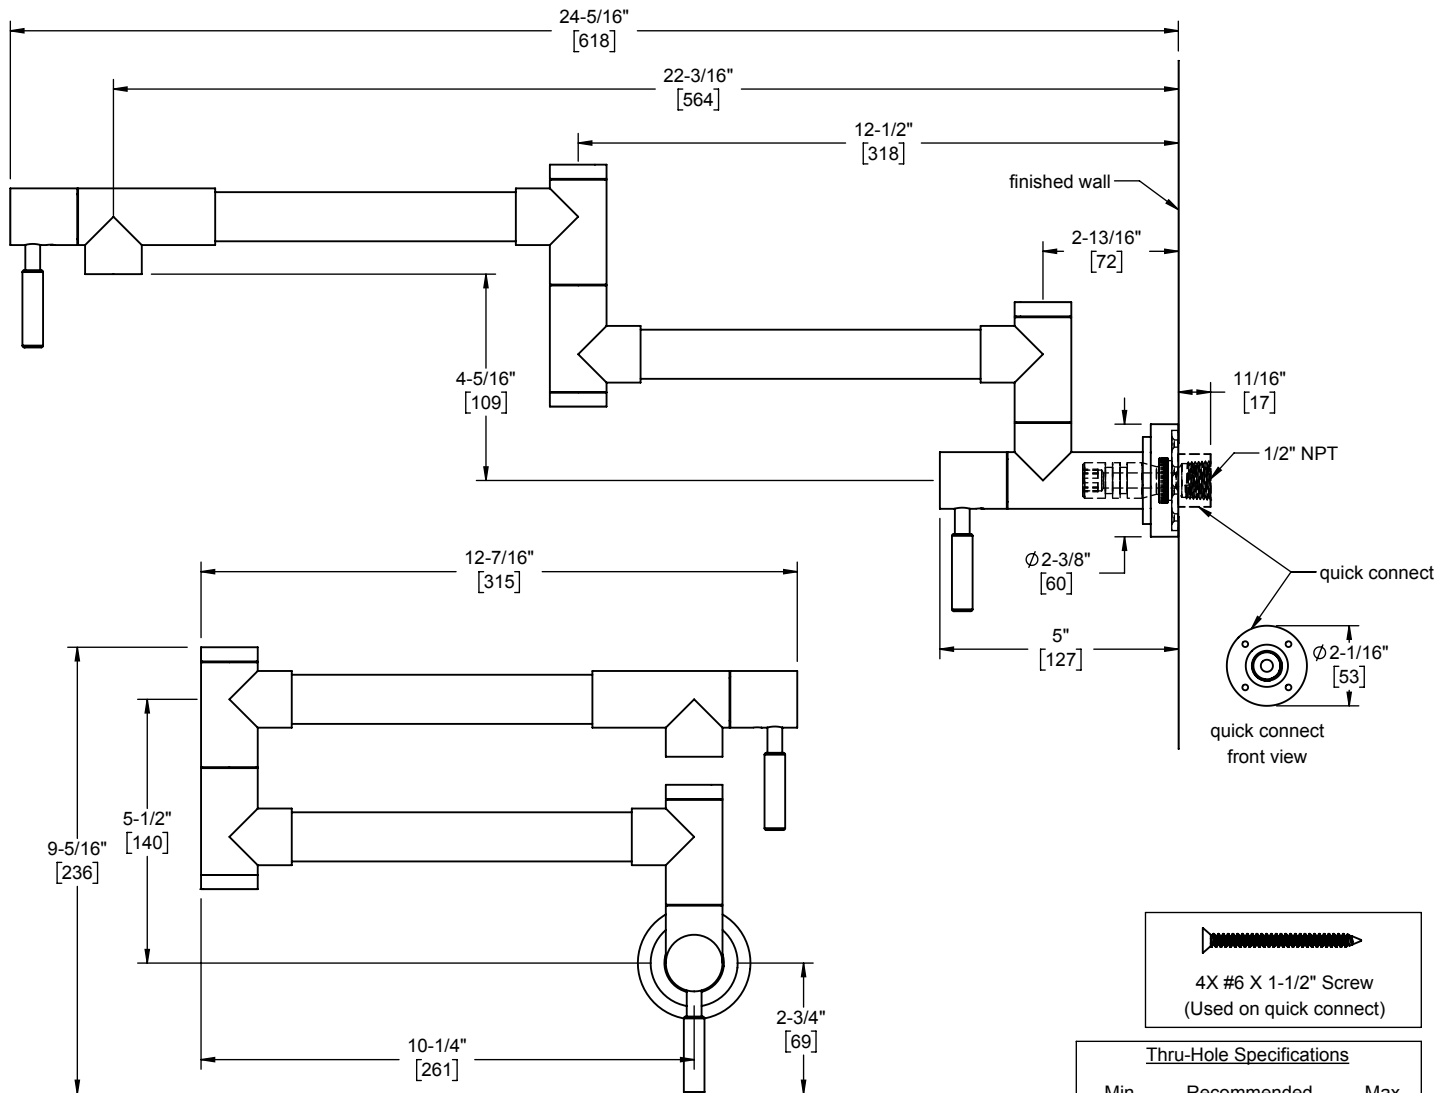 24-5/16"
[618]
22-3/16"
[564]
12-1/2"
[318]
finished wall
2-13/16"
[72]
4-5/16"
[109]
11/16"
[17]
1/2" NPT
Ø2-3/8"
[60]
quick connect
12-7/16"
[315]
5"
[127]
Ø2-1/16"
[53]
quick connect
front view
5-1/2"
[140]
9-5/16"
[236]
10-1/4"
[261]
2-3/4"
[69]
4X #6 X 1-1/2" Screw
(Used on quick connect)
Thru-Hole Specifications
Min Recommended Max